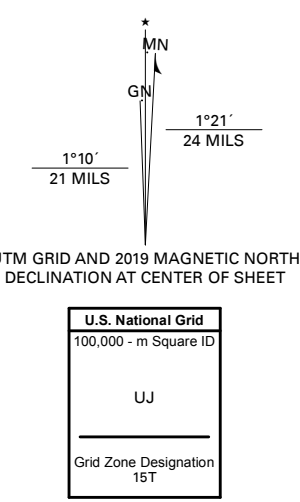 ★
MN
GN
1°21´
24 MILS
1°10´
21 MILS
UTM GRID AND 2019 MAGNETIC NORTH
DECLINATION AT CENTER OF SHEET
U.S. National Grid
100,000 - m Square ID
UJ
Grid Zone Designation
15T